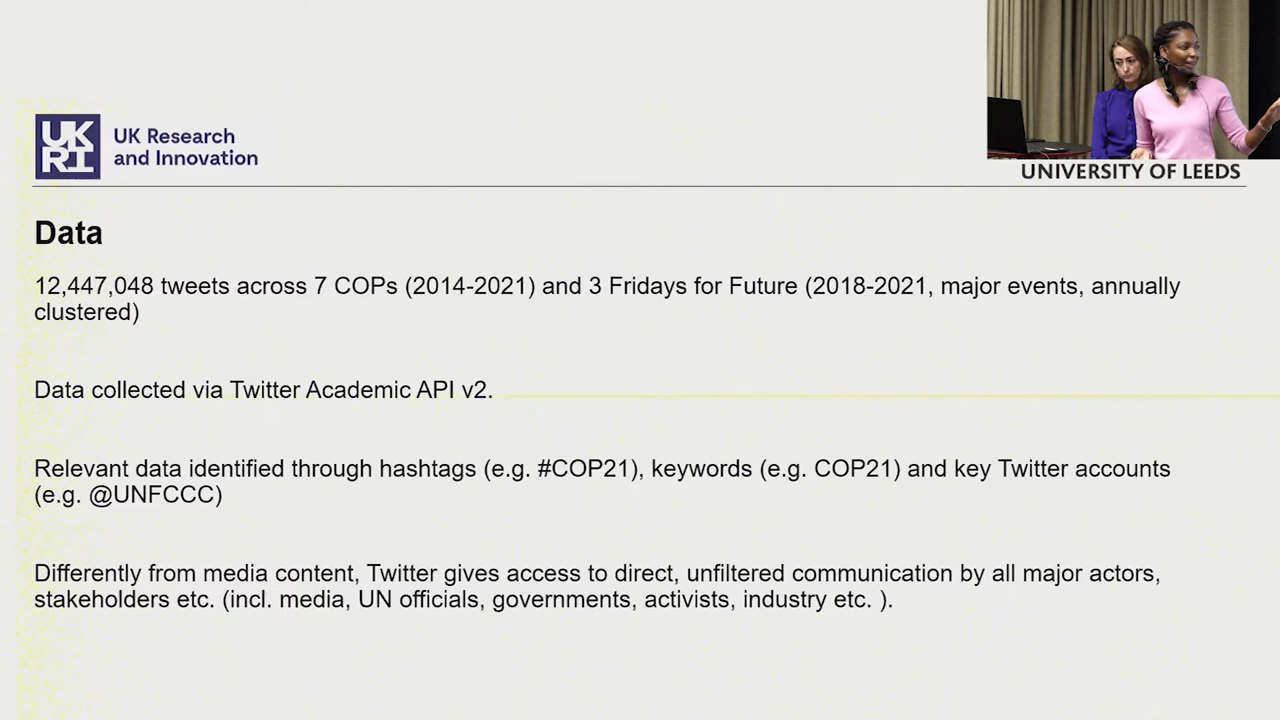 UK
RI
UK Research
and Innovation
UNIVERSITY OF LEEDS
Data
12,447,048 tweets across 7 COPs (2014-2021) and 3 Fridays for Future (2018-2021, major events, annually
clustered)
Data collected via Twitter Academic API v2.
Relevant data identified through hashtags (e.g. #COP21), keywords (e.g. COP21) and key Twitter accounts
(e.g. @UNFCCC)
Differently from media content, Twitter gives access to direct, unfiltered communication by all major actors,
stakeholders etc. (incl. media, UN officials, governments, activists, industry etc. ).